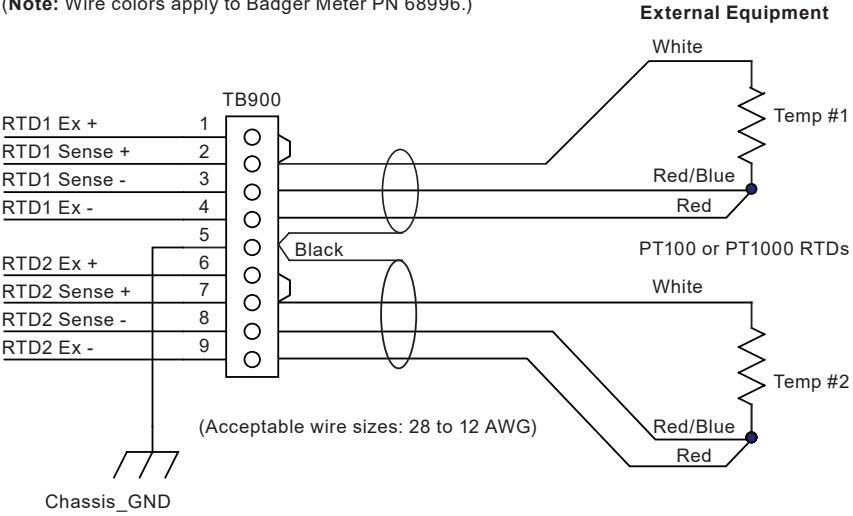 (Note: Wire colors apply to Badger Meter PN 68996.)
External Equipment
White
TB900
RTD1 Ex + 1
RTD1 Sense + 2
RTD1 Sense - 3
RTD1 Ex - 4
5
RTD2 Ex + 6
RTD2 Sense + 7
RTD2 Sense - 8
RTD2 Ex - 9
Temp #1
Red/Blue
Red
Black
PT100 or PT1000 RTDs
White
Temp #2
(Acceptable wire sizes: 28 to 12 AWG)
Red/Blue
Red
Chassis_GND